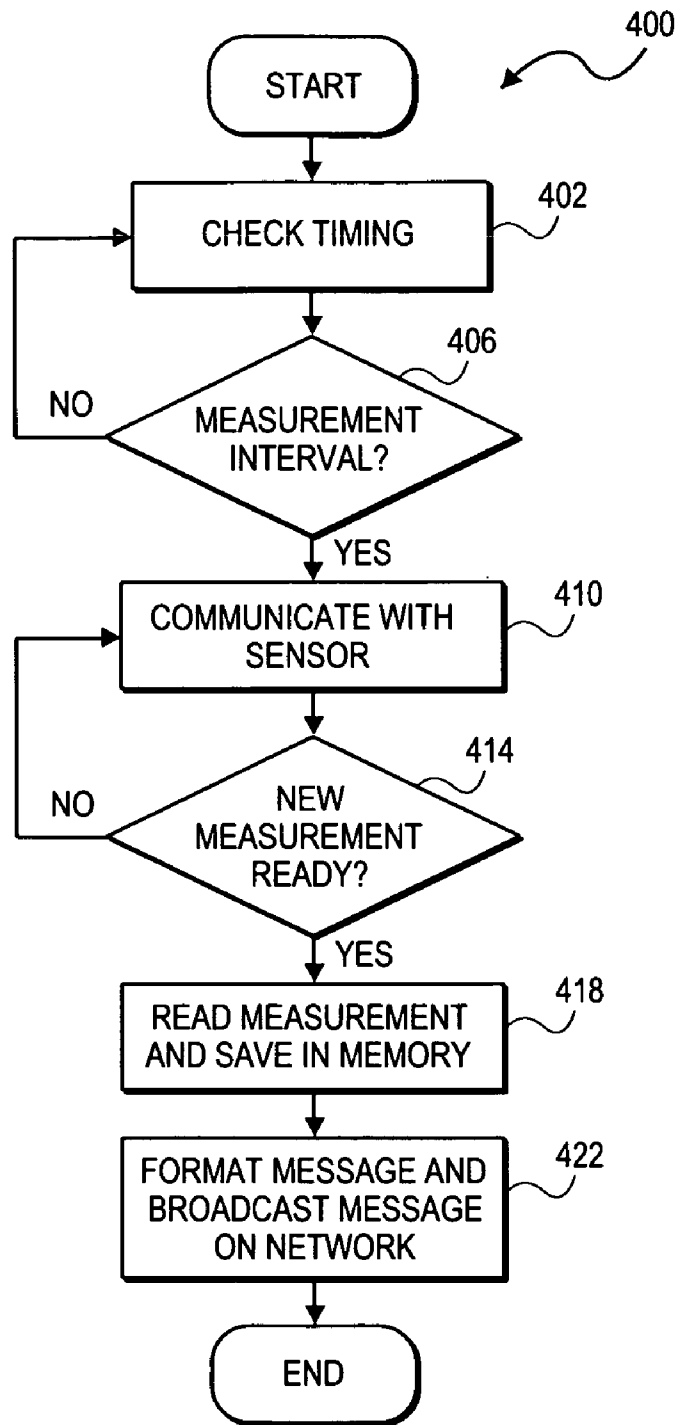 400
START
CHECK TIMING
402
406
MEASUREMENT
INTERVAL?
NO
YES
COMMUNICATE WITH
SENSOR
410
414
NEW
MEASUREMENT
READY?
NO
YES
READ MEASUREMENT
AND SAVE IN MEMORY
418
FORMAT MESSAGE AND
BROADCAST MESSAGE
ON NETWORK
422
END